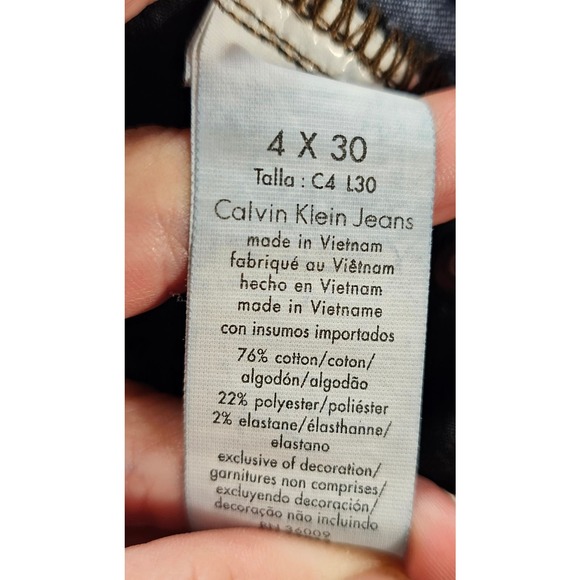 4 X 30
Talla : C4 L30
Calvin Klein Jeans
made in Vietnam
fabriqué au Viêtnam
hecho en Vietnam
made in Vietname
con insumos importados
76% cotton/coton/
algodón/algodão
22% polyester/poliéster
2% elastane/élasthanne/
elastano
exclusive of decoration/
garnitures non comprises/
excluyendo decoración/
decoração não incluindo